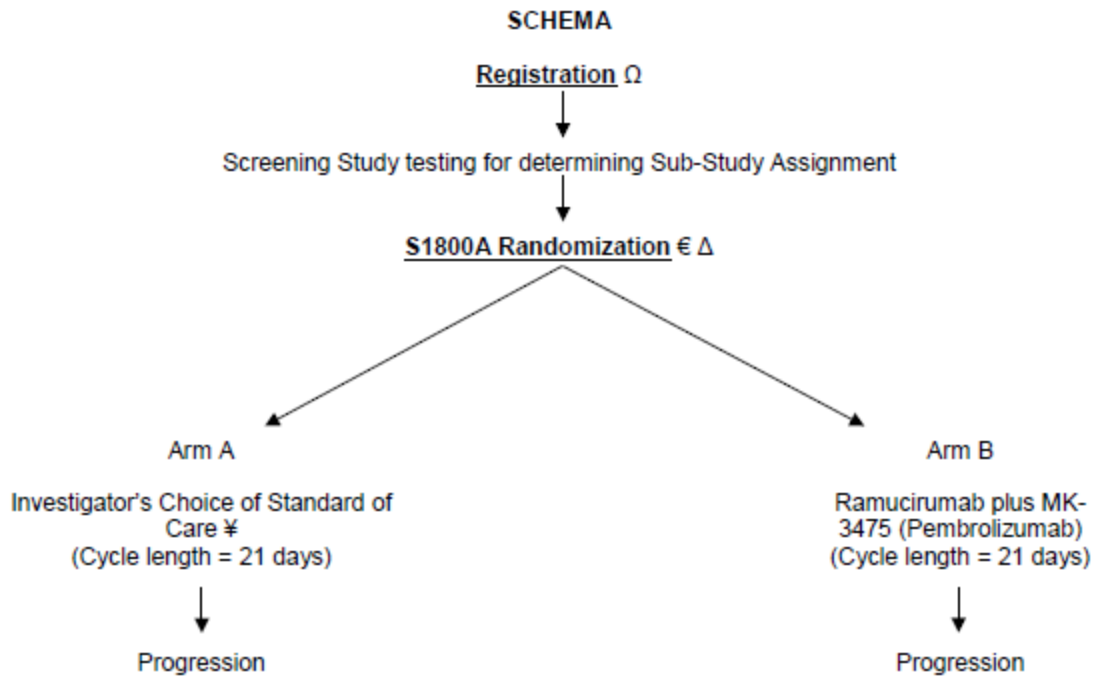 SCHEMA
Registration Ω
Screening Study testing for determining Sub-Study Assignment
S1800A Randomization € Δ
Arm A
Investigator's Choice of Standard of
Care ¥
(Cycle length = 21 days)
Progression
Arm B
Ramucirumab plus MK-
3475 (Pembrolizumab)
(Cycle length = 21 days)
Progression